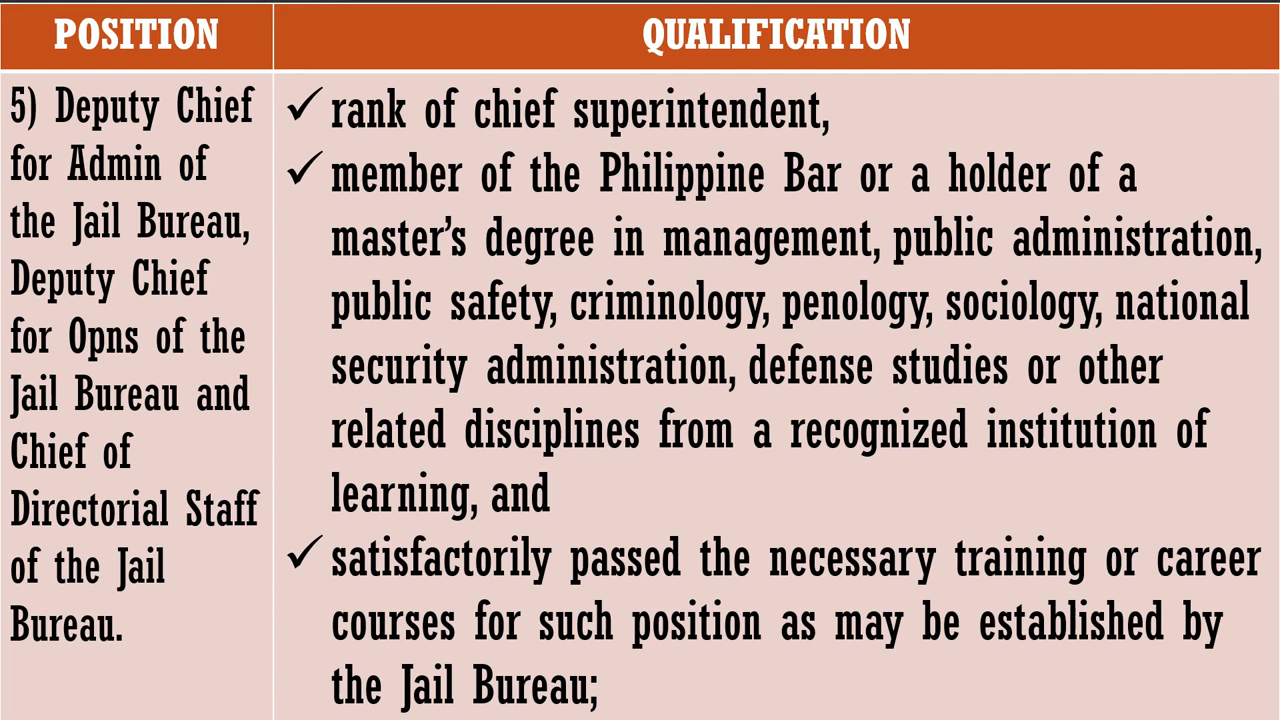 POSITION
QUALIFICATION
5) Deputy Chief
for Admin of
the Jail Bureau,
Deputy Chief
for Opns of the
Jail Bureau and
Chief of
Directorial Staff
of the Jail
Bureau.
✓ rank of chief superintendent,
✓ member of the Philippine Bar or a holder of a
master’s degree in management, public administration,
public safety, criminology, penology, sociology, national
security administration, defense studies or other
related disciplines from a recognized institution of
learning, and
✓ satisfactorily passed the necessary training or career
courses for such position as may be established by
the Jail Bureau;